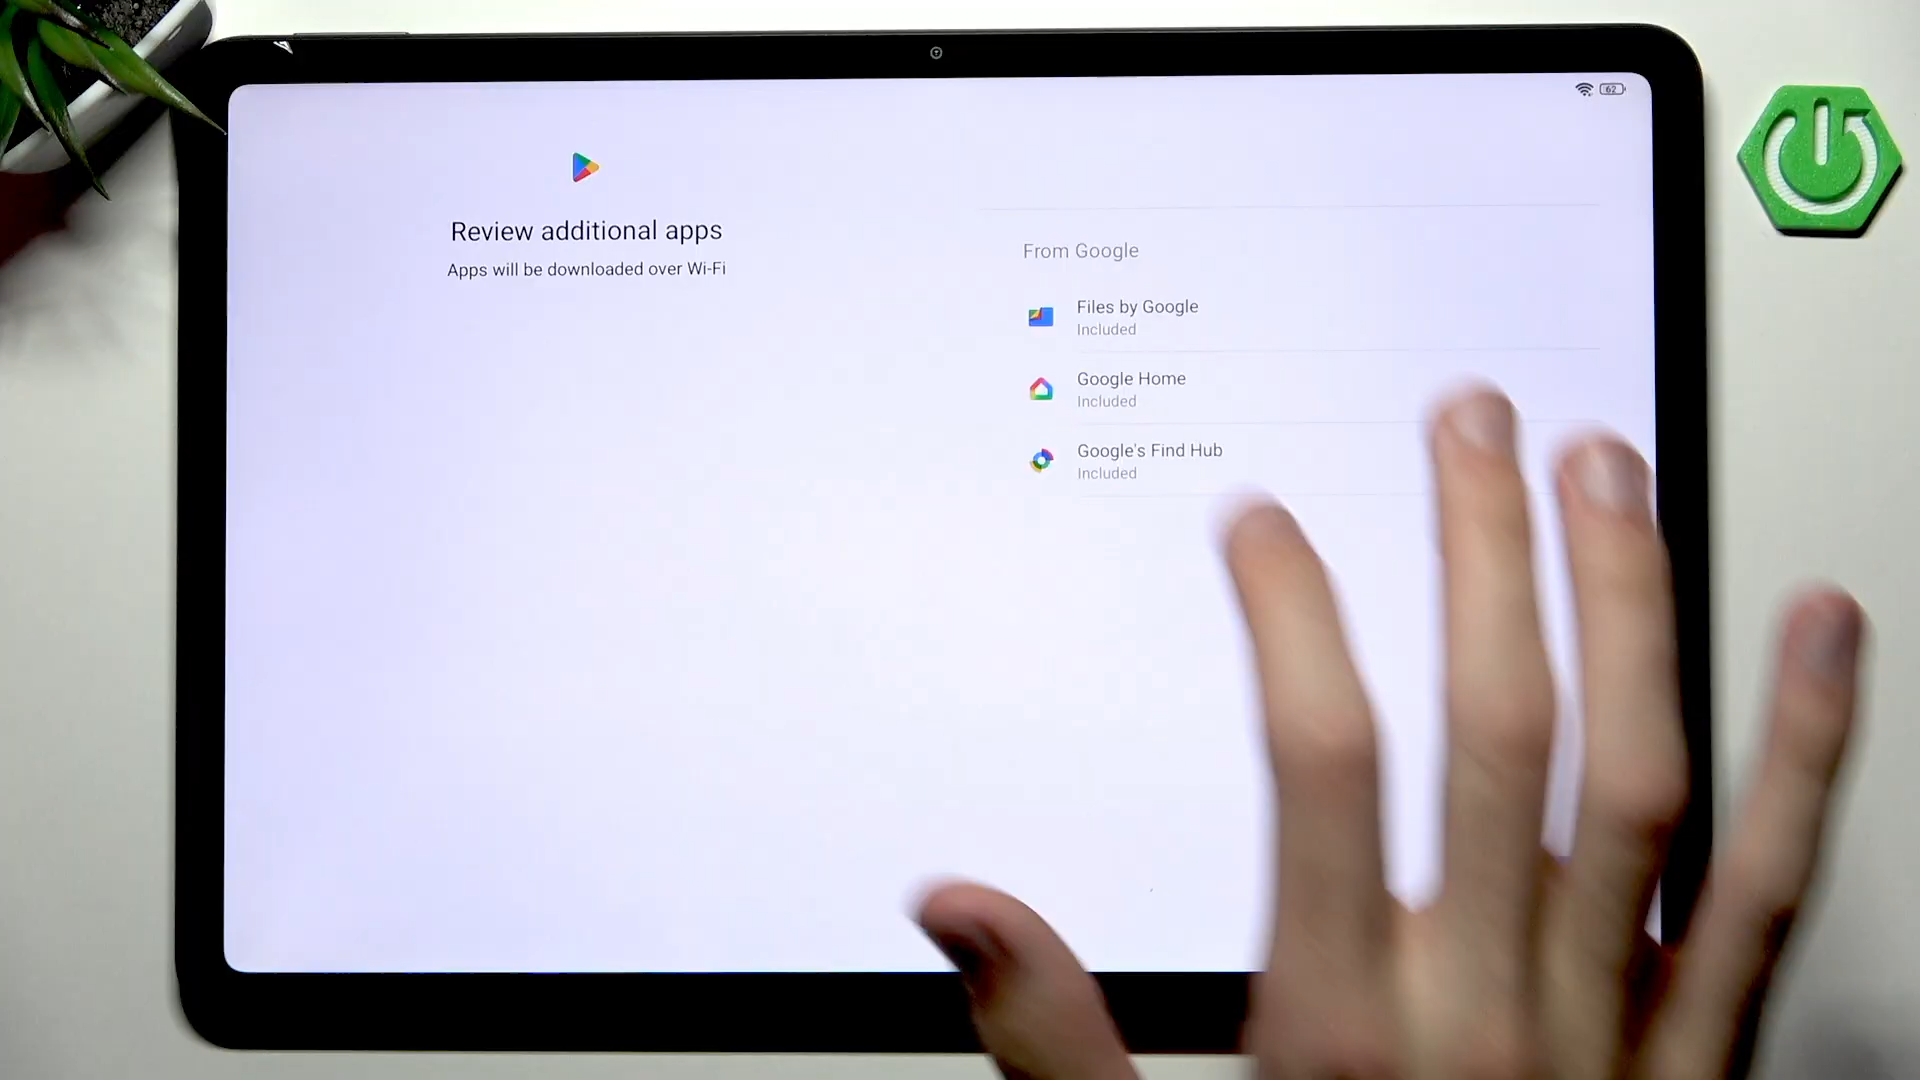 62
Review additional apps
Apps will be downloaded over Wi-Fi
From Google
Files by Google
Included
Google Home
Included
Google's Find Hub
Included